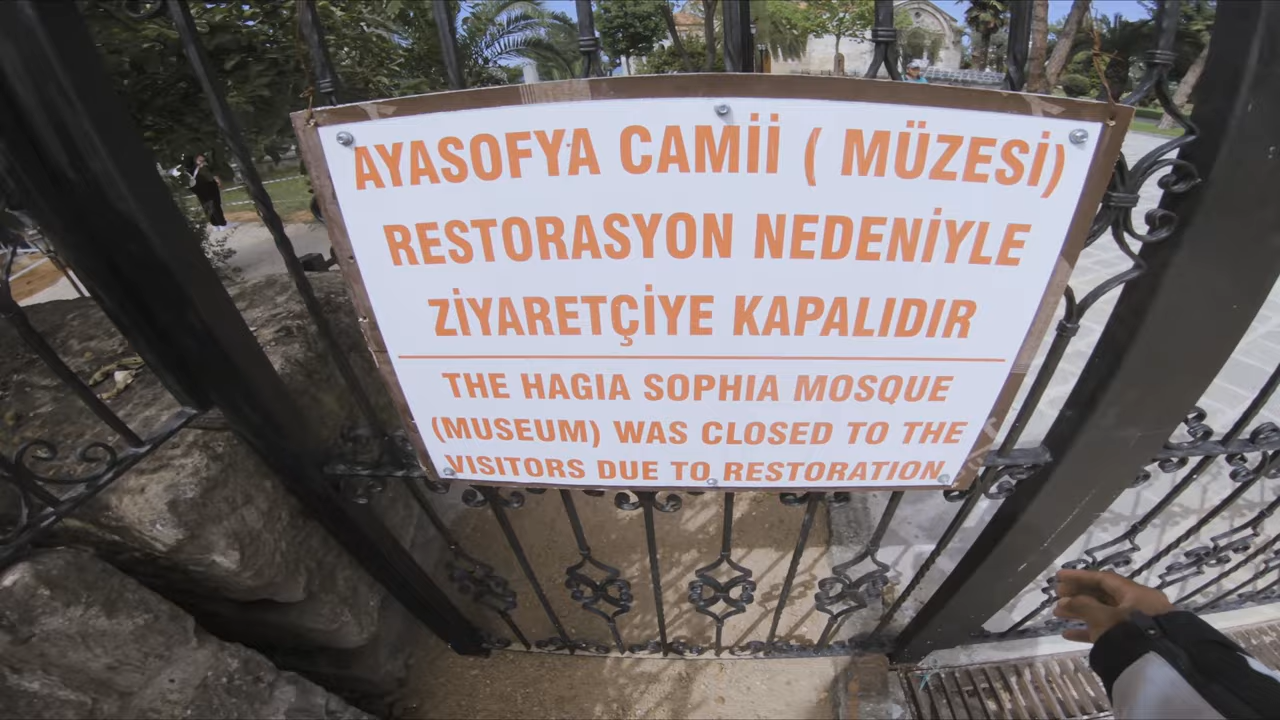 AYASOFYA CAMİİ ( MÜZESİ)
RESTORASYON NEDENİYLE
ZİYARETÇİYE KAPALIDIR
THE HAGIA SOPHIA MOSQUE
(MUSEUM) WAS CLOSED TO THE
VISITORS DUE TO RESTORATION